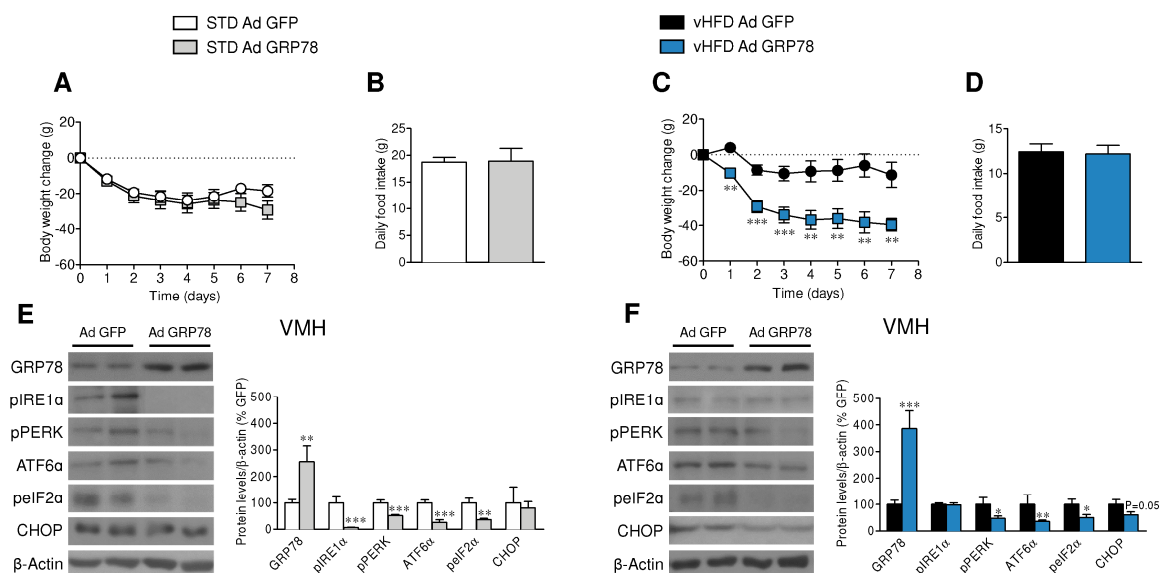 STD Ad GFP
STD Ad GRP78
vHFD Ad GFP
vHFD Ad GRP78
A
B
C
D
Body weight change (g)
20
0
-20
-40
-60
0 1 2 3 4 5 6 7 8
Time (days)
Daily food intake (g)
25
20
15
10
5
0
Body weight change (g)
20
0
-20
-40
-60
** *** *** ** ** ** **
0 1 2 3 4 5 6 7 8
Time (days)
Daily food intake (g)
15
10
5
0
E
Ad GFP Ad GRP78
VMH
GRP78
pIRE1α
pPERK
ATF6α
peIF2α
CHOP
β-Actin
Protein levels/β-actin (% GFP)
500
400
300
200
100
0
** *** *** *** **
GRP78 pIRE1α pPERK ATF6α peIF2α CHOP
F
Ad GFP Ad GRP78
VMH
GRP78
pIRE1α
pPERK
ATF6α
peIF2α
CHOP
β-Actin
Protein levels/β-actin (% GFP)
500
400
300
200
100
0
*** * ** * P=0.05
GRP78 pIRE1α pPERK ATF6α peIF2α CHOP